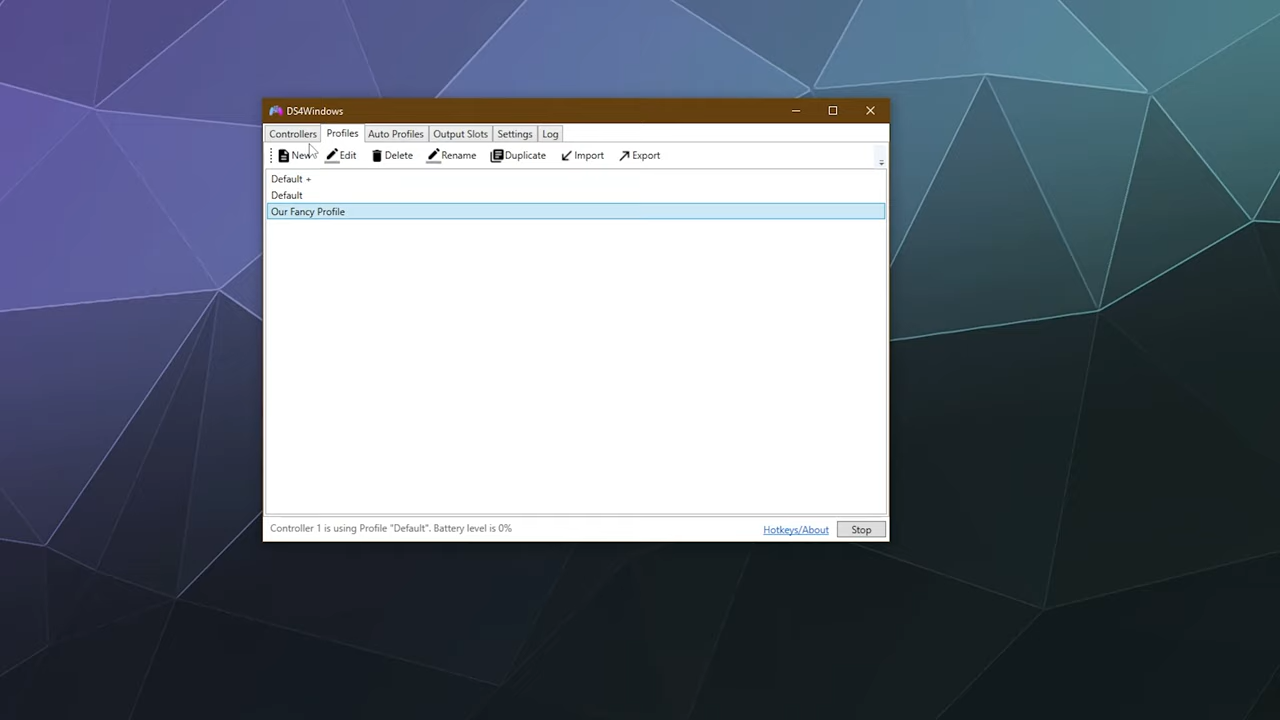 DS4Windows
Controllers Profiles Auto Profiles Output Slots Settings Log
New Edit Delete Rename Duplicate Import Export
Default +
Default
Our Fancy Profile
Controller 1 is using Profile "Default". Battery level is 0% Hotkeys/About Stop